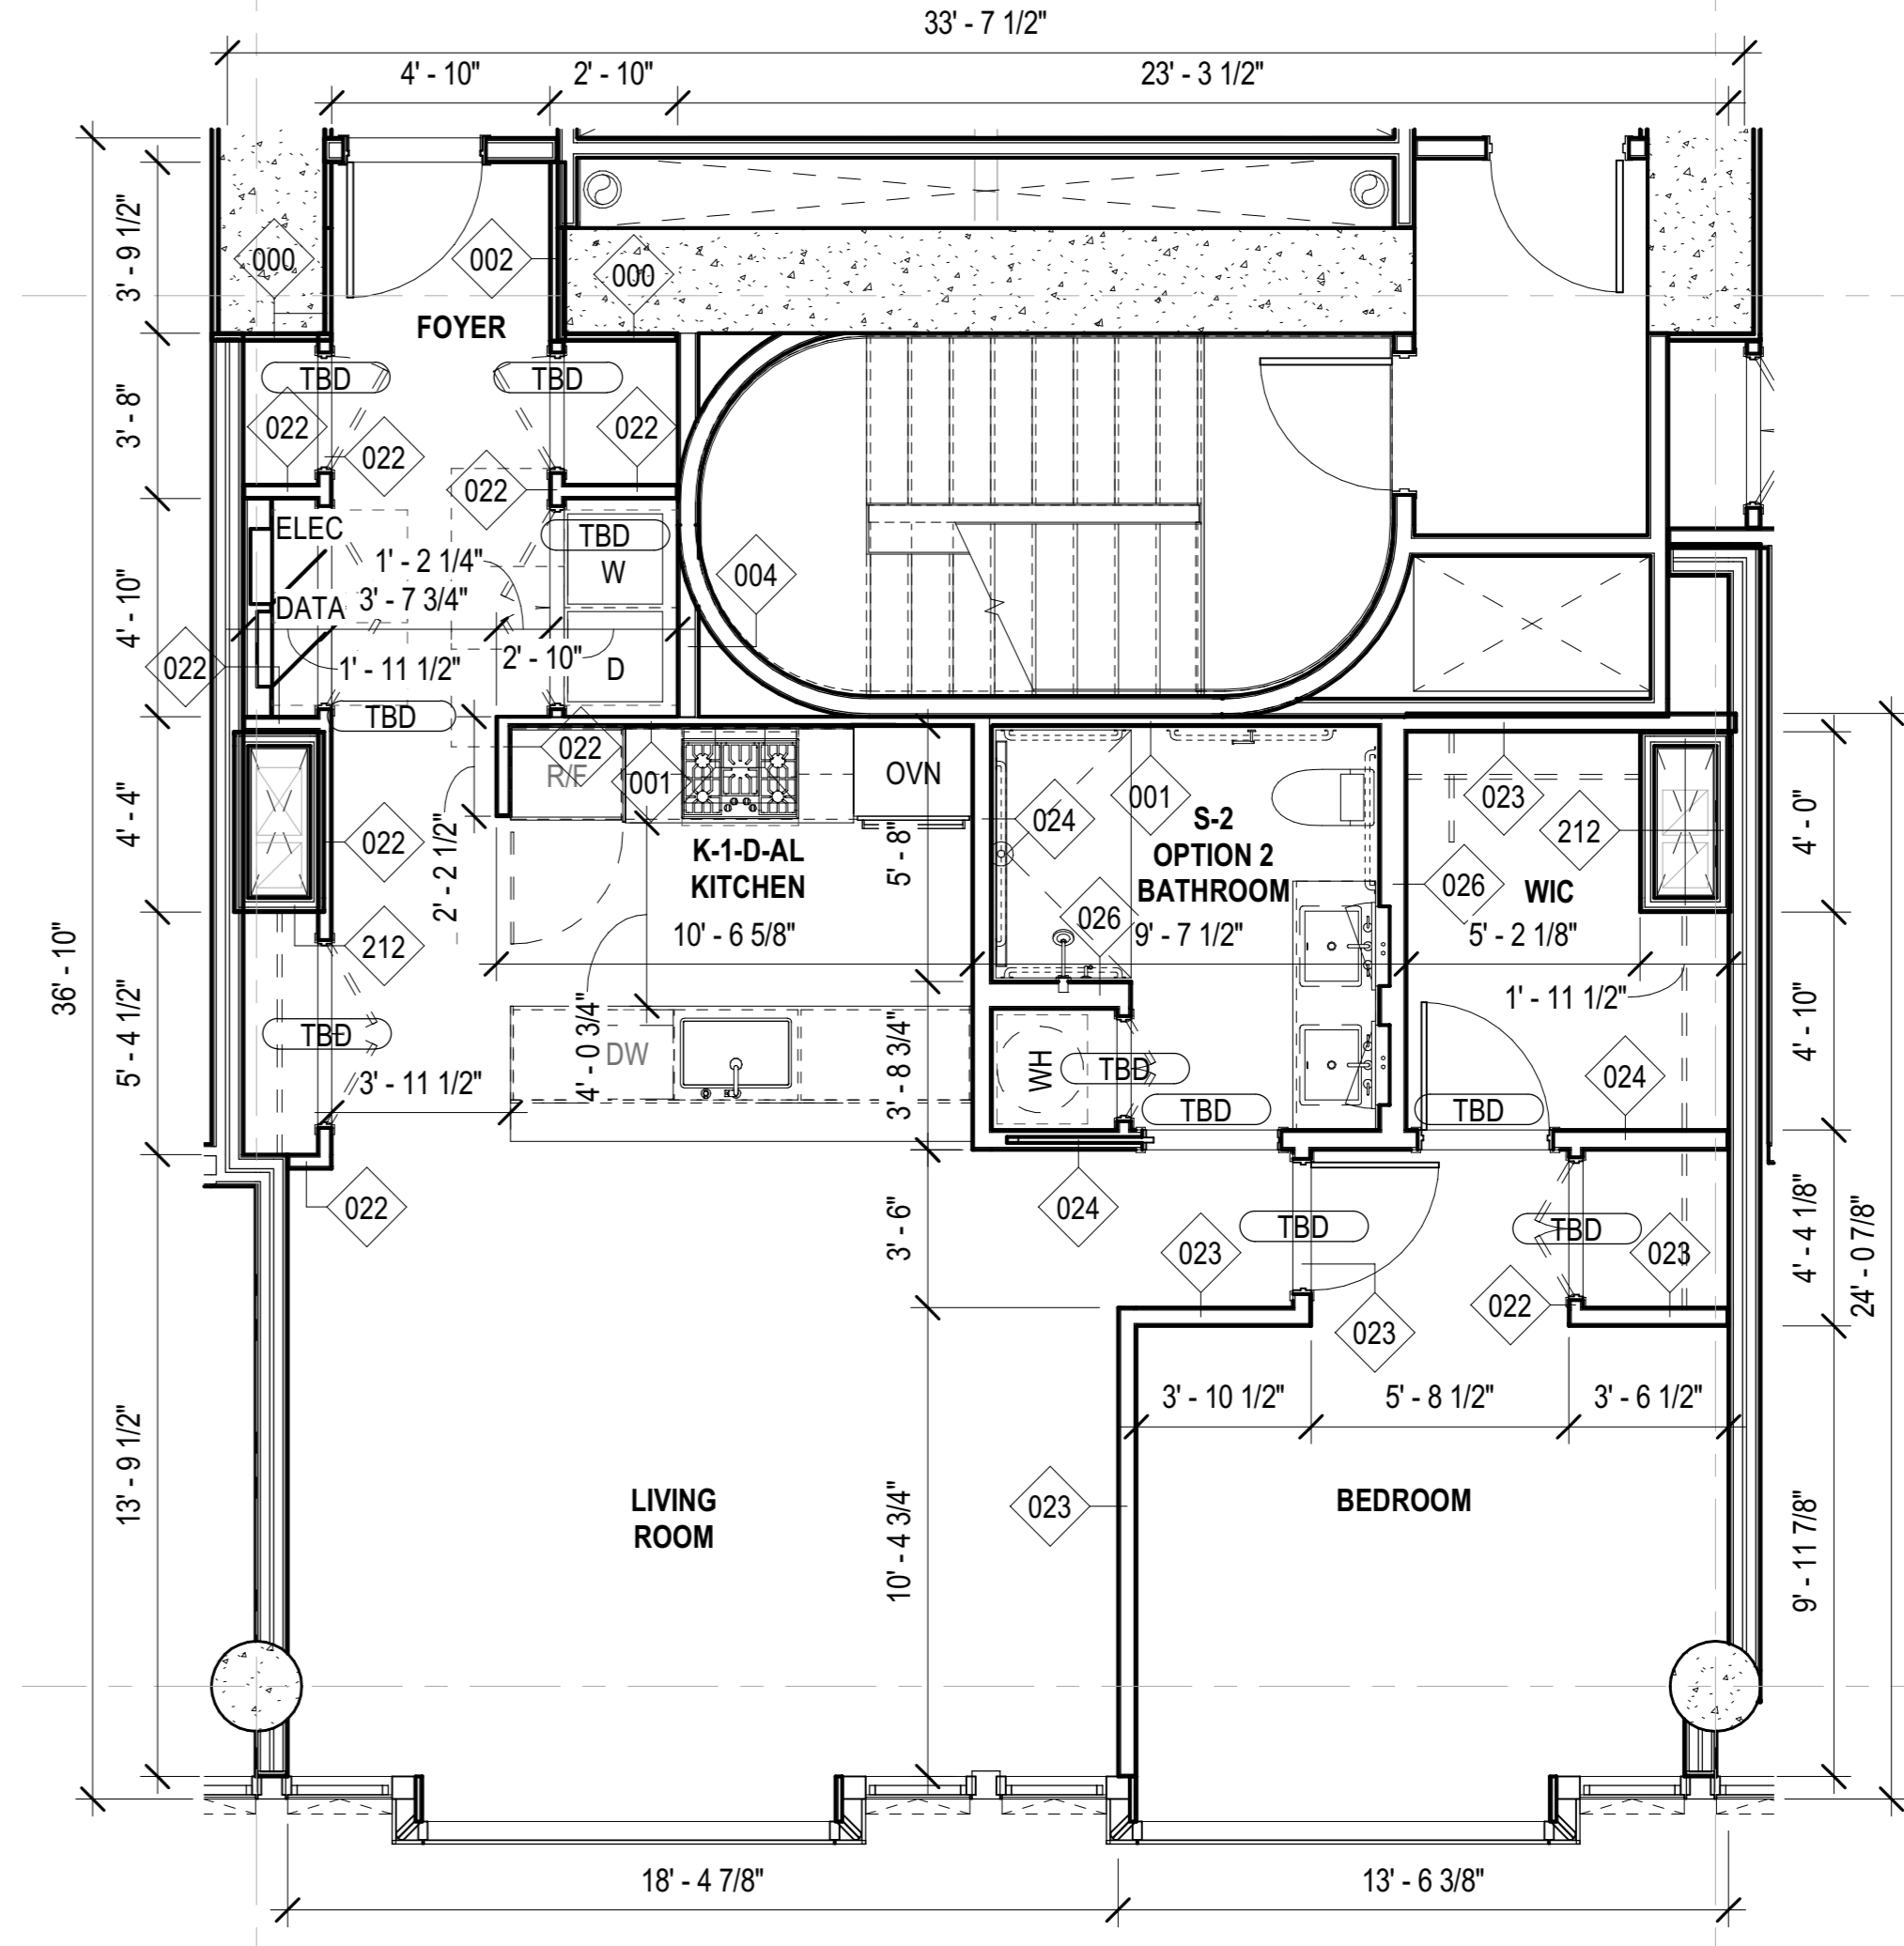 33' - 7 1/2"
4' - 10"
2' - 10"
23' - 3 1/2"
3' - 9 1/2"
000
002
000
FOYER
TBD
TBD
3' - 8"
022
022
022
022
ELEC
TBD
1' - 2 1/4"
W
004
DATA
3' - 7 3/4"
4' - 10"
022
1' - 11 1/2"
2' - 10"
D
TBD
022
R/F
001
OVN
001
023
024
212
4' - 4"
022
2' - 2 1/2"
K-1-D-AL
KITCHEN
5' - 8"
S-2
OPTION 2
BATHROOM
026
WIC
4' - 0"
026
212
10' - 6 5/8"
9' - 7 1/2"
5' - 2 1/8"
36' - 10"
1' - 11 1/2"
5' - 4 1/2"
TBD
4' - 0 3/4"
DW
3' - 8 3/4"
WH
TBD
4' - 10"
024
3' - 11 1/2"
TBD
TBD
022
024
3' - 6"
TBD
TBD
023
023
4' - 4 1/8"
24' - 0 7/8"
022
023
3' - 10 1/2"
5' - 8 1/2"
3' - 6 1/2"
13' - 9 1/2"
LIVING
ROOM
10' - 4 3/4"
023
BEDROOM
9' - 11 7/8"
18' - 4 7/8"
13' - 6 3/8"